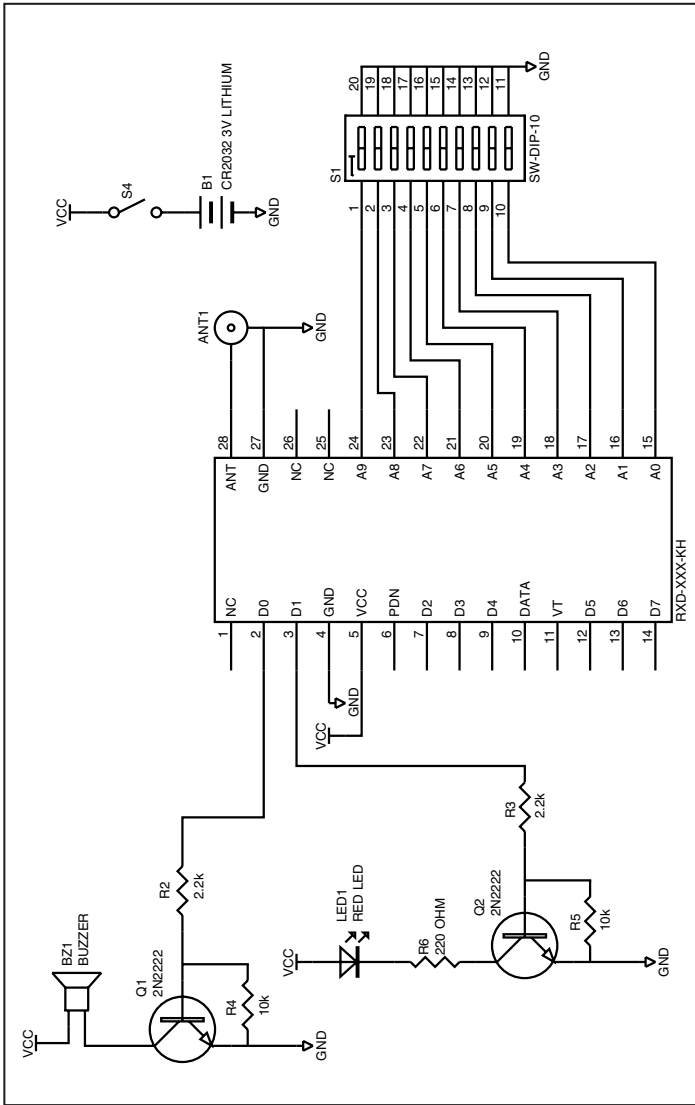 VCC
S4
B1
CR2032 3V LITHIUM
GND
20
19
18
17
16
15
14
13
12
11
GND
S1
SW-DIP-10
1
2
3
4
5
6
7
8
9
10
ANT1
GND
28
27
26
25
24
23
22
21
20
19
18
17
16
15
ANT
GND
NC
NC
A9
A8
A7
A6
A5
A4
A3
A2
A1
A0
NC
D0
D1
GND
VCC
PDN
D2
D3
D4
DATA
VT
D5
D6
D7
RXD-XXX-KH
1
2
3
4
5
6
7
8
9
10
11
12
13
14
GND
VCC
R2
2.2k
R3
2.2k
BZ1
BUZZER
VCC
Q1
2N2222
R4
10k
GND
VCC
LED1
RED LED
R6
220 OHM
Q2
2N2222
R5
10k
GND